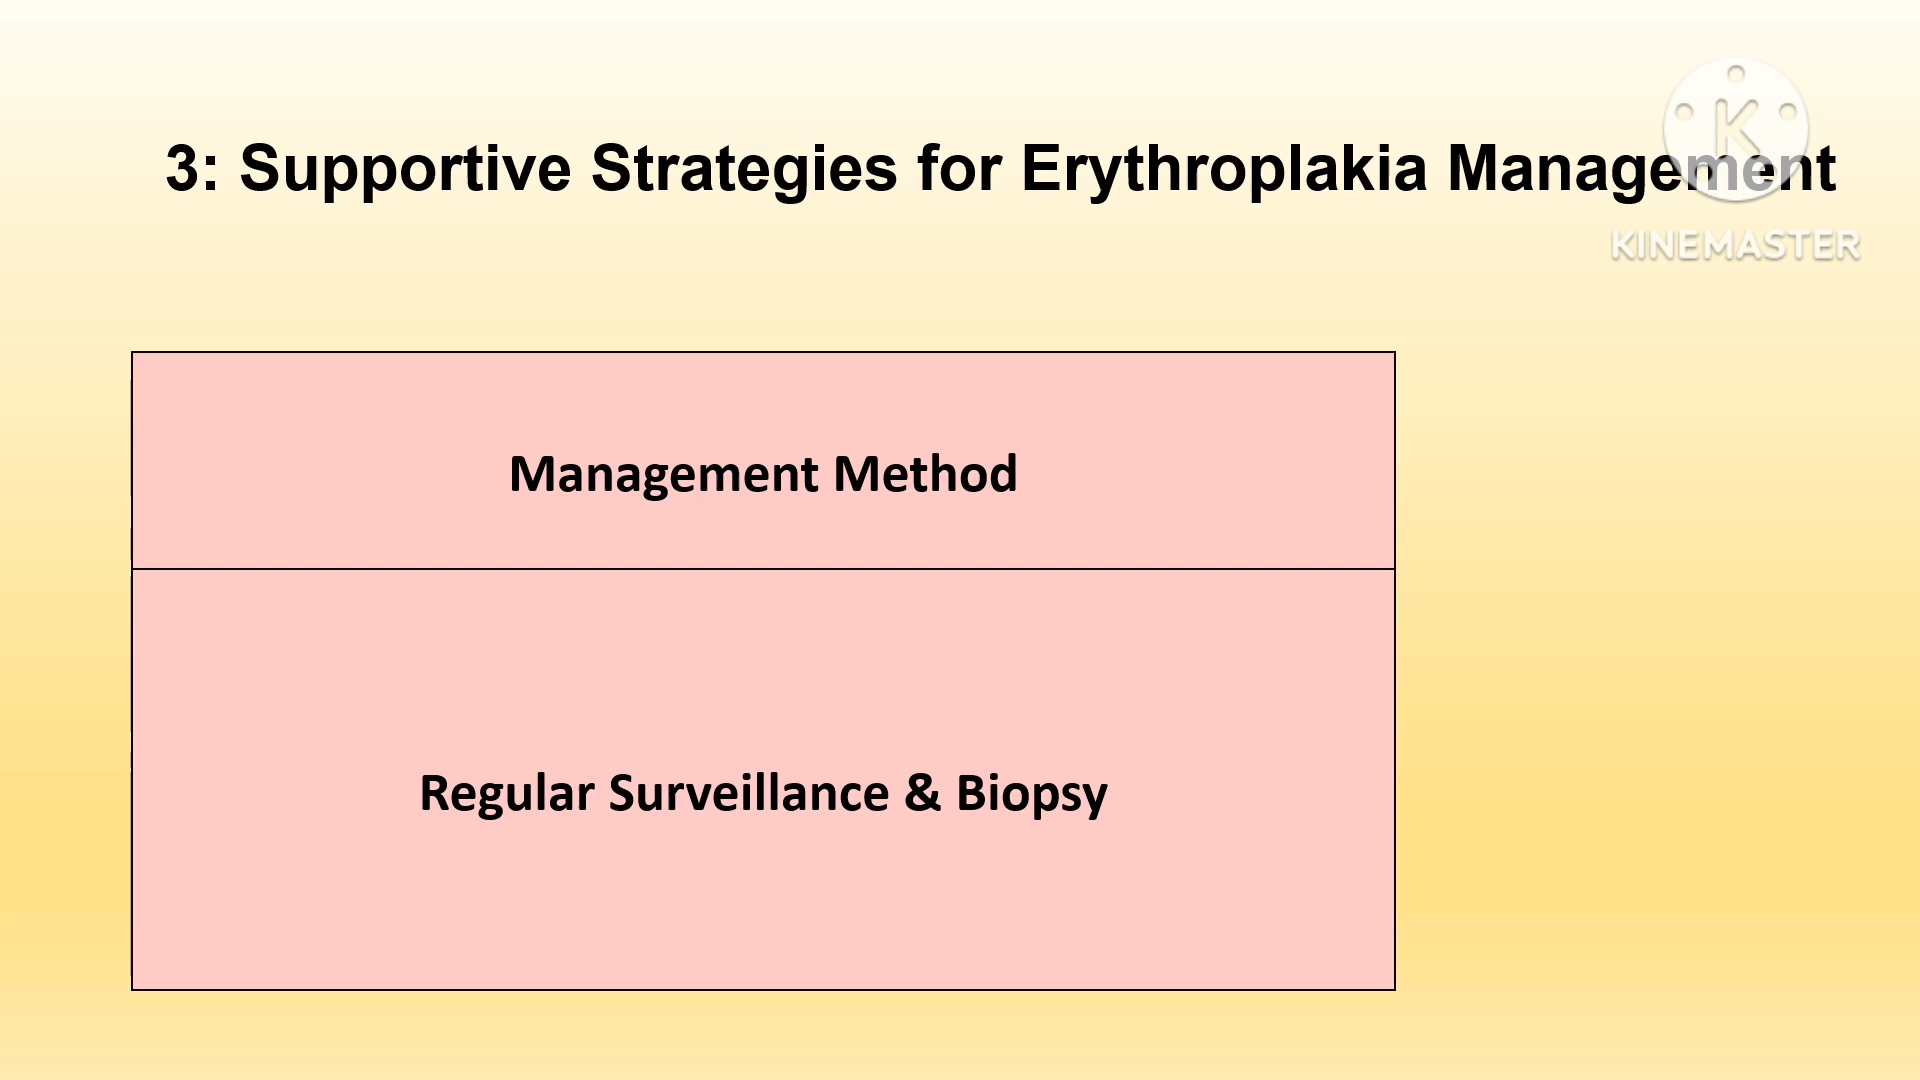 3: Supportive Strategies for Erythroplakia Management
K
KINEMASTER
Management Method
Regular Surveillance & Biopsy